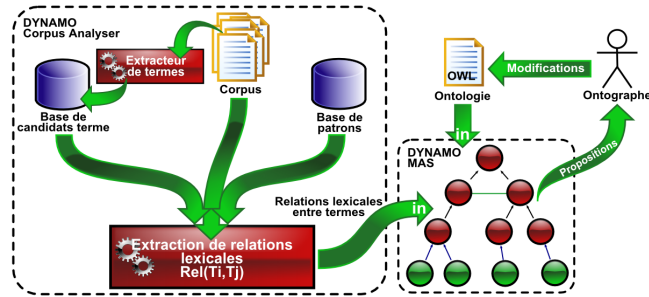 DYNAMO
Corpus Analyser
Extracteur
de termes
Corpus
Base de
candidats terme
Base de
patrons
Extraction de relations
lexicales
Rel(Ti,Tj)
Relations lexicales
entre termes
in
OWL
Ontologie
in
Modifications
Ontographe
Propositions
DYNAMO
MAS